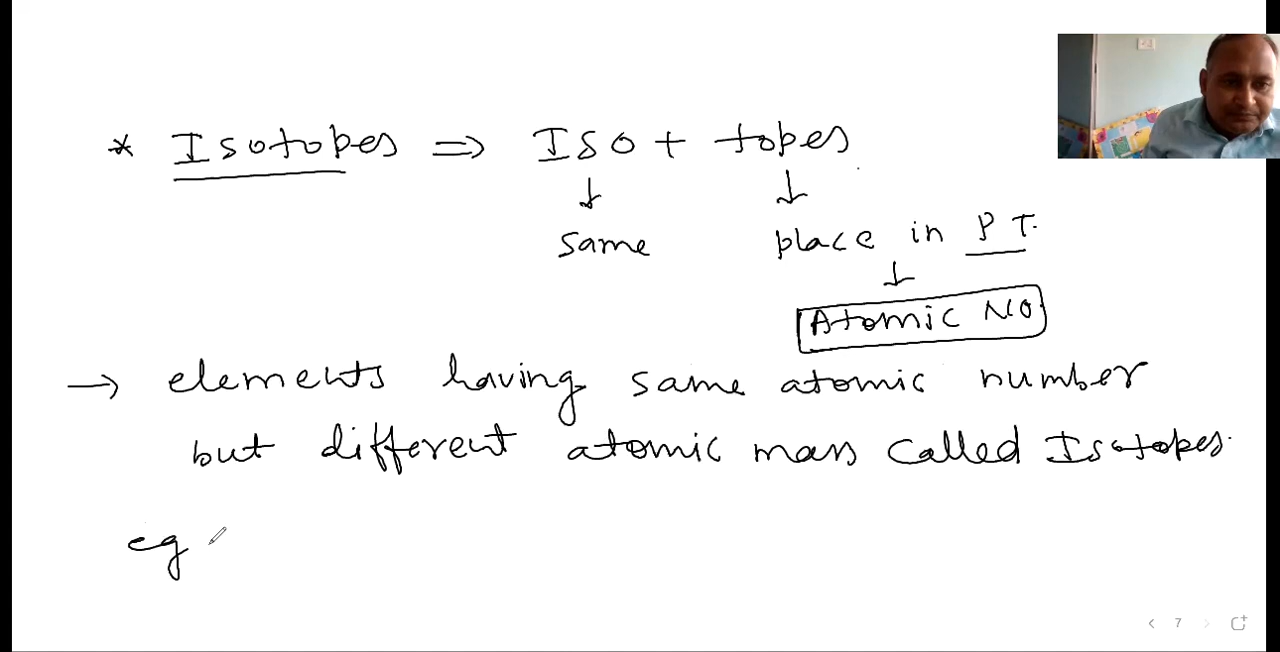 * Isotopes ⇒ ISO + topes
↓ ↓
same place in P T.
↓
Atomic NO
→ elements having same atomic number
but different atomic mass called Isotopes.
eg
< 7 >